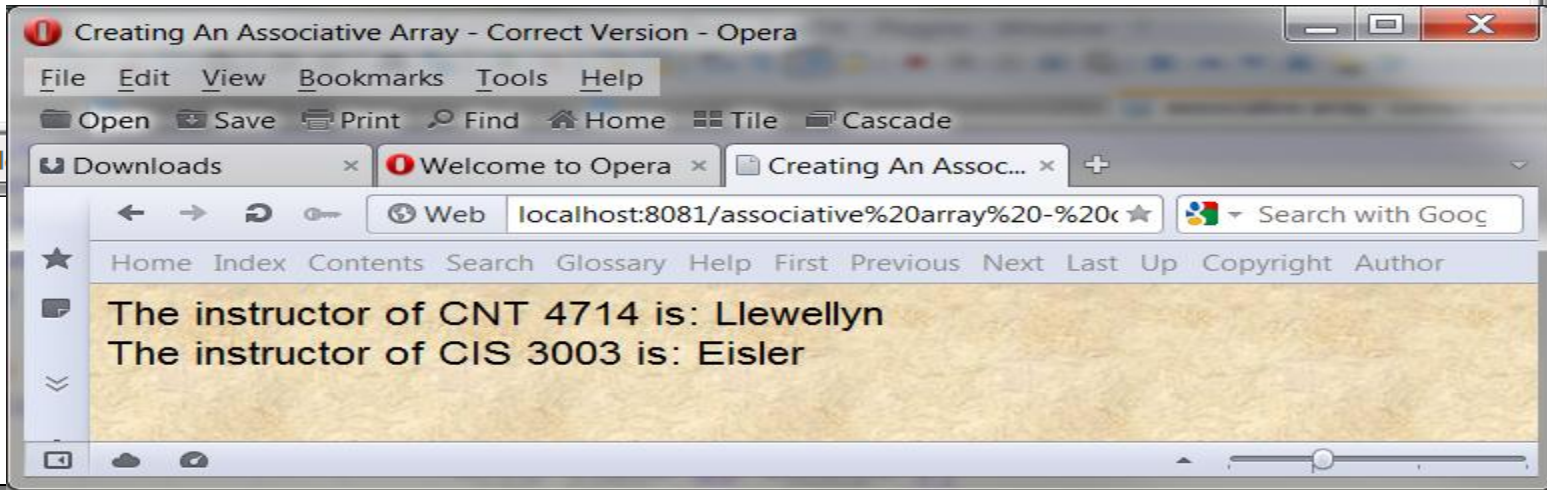 Creating An Associative Array - Correct Version - Opera
File Edit View Bookmarks Tools Help
Open Save Print Find Home Tile Cascade
Downloads Welcome to Opera Creating An Assoc...
Web localhost:8081/associative%20array%20-%20c Search with Goog
Home Index Contents Search Glossary Help First Previous Next Last Up Copyright Author
The instructor of CNT 4714 is: Llewellyn
The instructor of CIS 3003 is: Eisler